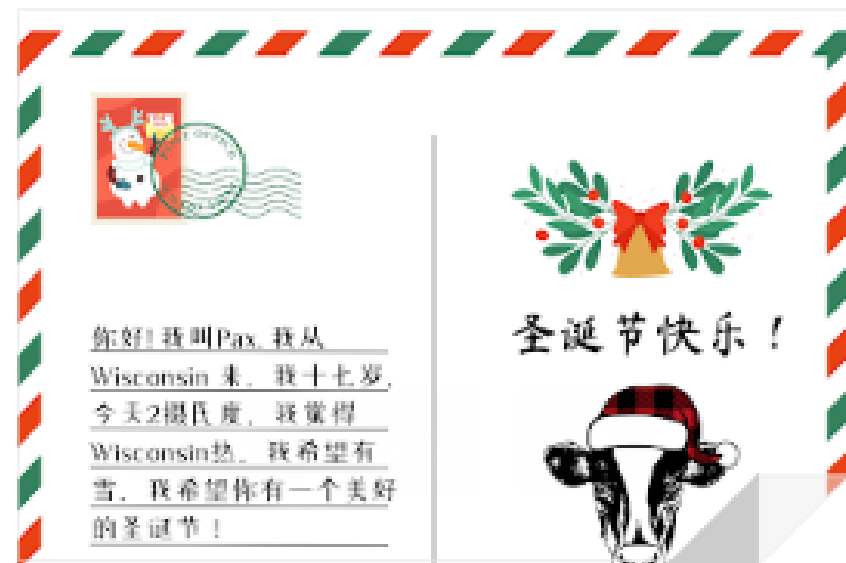 你好! 我叫Pax, 我从
Wisconsin 来. 我十七岁.
今天2摄氏度. 我觉得
Wisconsin热. 我希望有
雪. 我希望你有一个美好
的圣诞节！
圣诞节快乐！